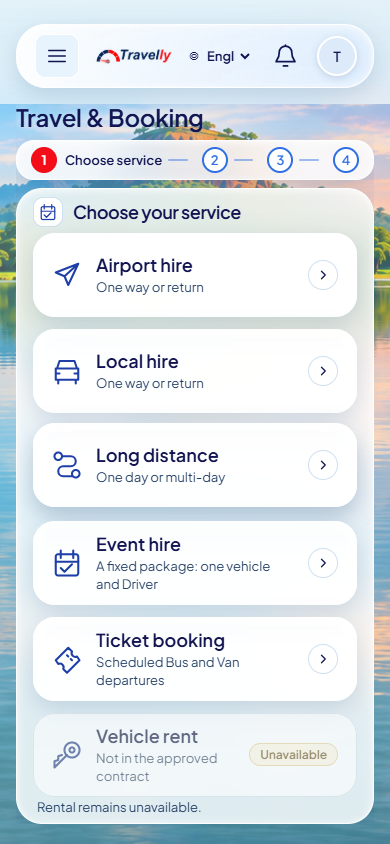 Travelly
Engl
T
Travel & Booking
1 Choose service 2 3 4
Choose your service
Airport hire
One way or return
Local hire
One way or return
Long distance
One day or multi-day
Event hire
A fixed package: one vehicle
and Driver
Ticket booking
Scheduled Bus and Van
departures
Vehicle rent
Not in the approved
contract
Unavailable
Rental remains unavailable.